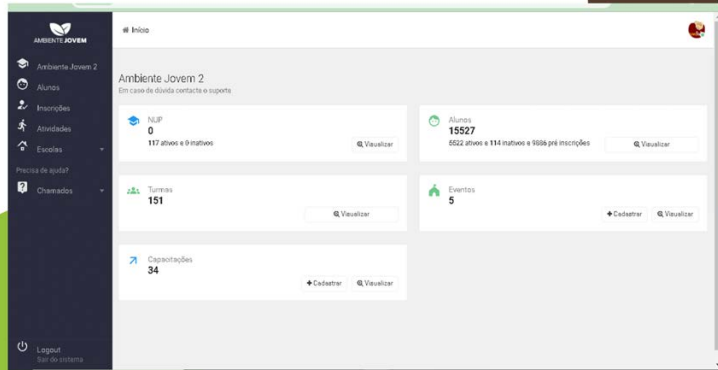 AMBIENTE JOVEM
Início
Ambiente Jovem 2
Alunos
Inscrições
Atividades
Escolas
Precisa de ajuda?
Chamados
Logout
Sair do sistema
Ambiente Jovem 2
Em caso de dúvida contacte o suporte
NUP
0
117 ativos e 0 inativos
Visualizar
Alunos
15527
5522 ativos e 114 inativos e 9886 pré inscrições
Visualizar
Turmas
151
Visualizar
Eventos
5
+Cadastrar Visualizar
Capacitações
34
+Cadastrar Visualizar